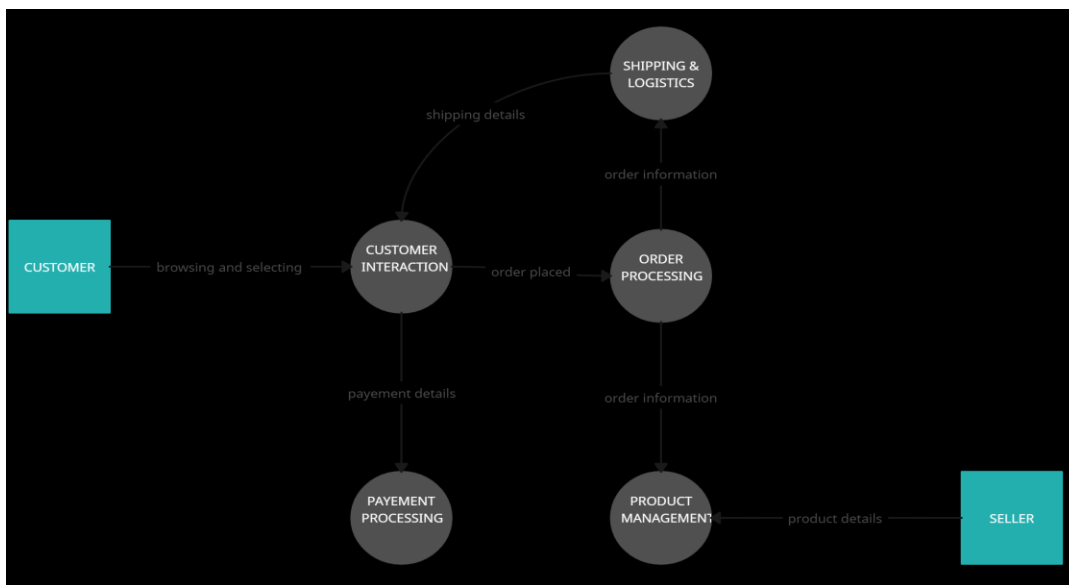 SHIPPING &
LOGISTICS
shipping details
order information
CUSTOMER
browsing and selecting
CUSTOMER
INTERACTION
order placed
ORDER
PROCESSING
payement details
order information
PAYEMENT
PROCESSING
PRODUCT
MANAGEMENT
product details
SELLER